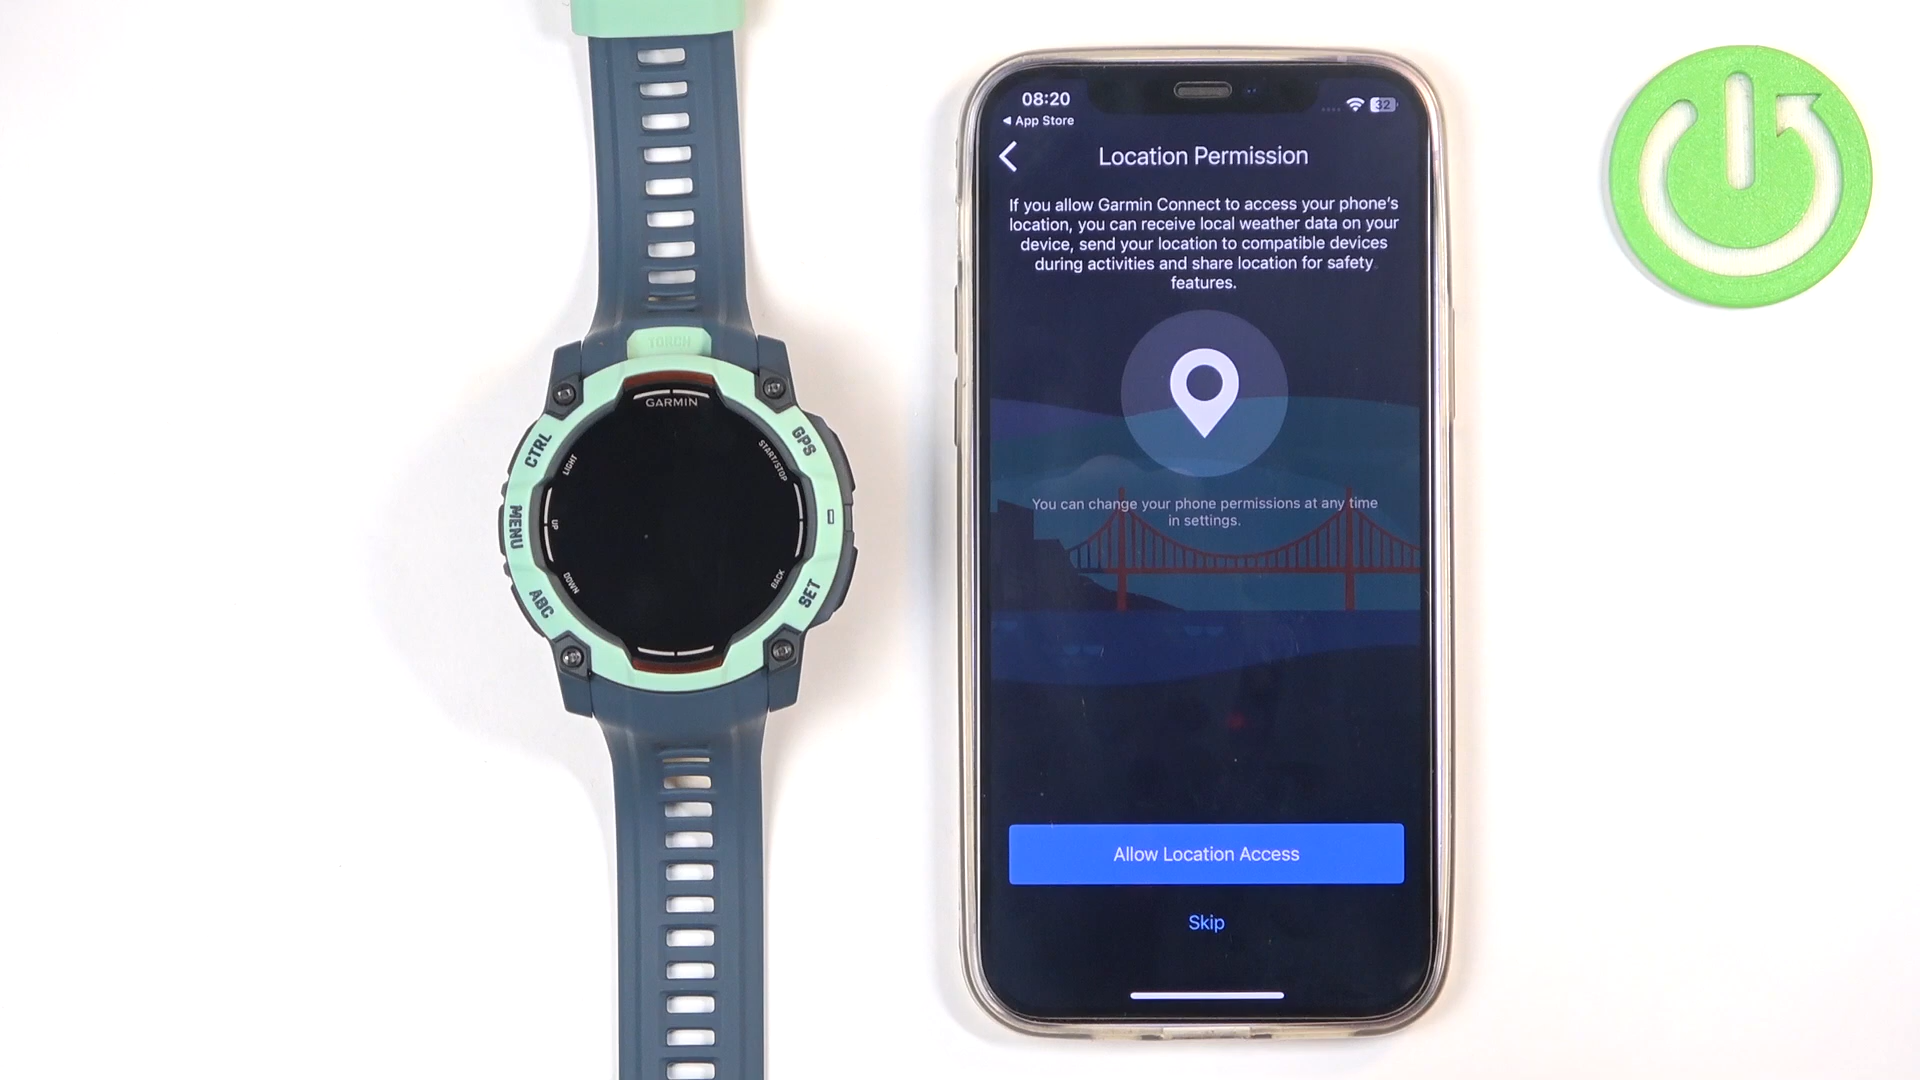 TORCH
GARMIN
CTRL
GPS
LIGHT
START/STOP
MENU
UP
DOWN
BACK
ABC
SET
08:20
32
App Store
Location Permission
If you allow Garmin Connect to access your phone's
location, you can receive local weather data on your
device, send your location to compatible devices
during activities and share location for safety
features.
You can change your phone permissions at any time
in settings.
Allow Location Access
Skip